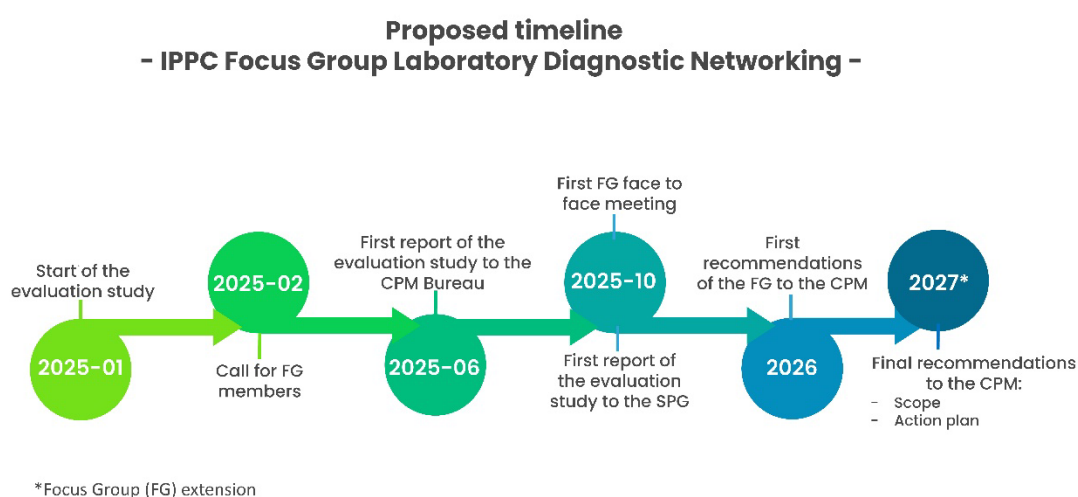 Proposed timeline
- IPPC Focus Group Laboratory Diagnostic Networking -
Start of the
evaluation study
2025-01
2025-02
Call for FG
members
First report of the
evaluation study to the
CPM Bureau
2025-06
First FG face to
face meeting
2025-10
First report of
the evaluation
study to the SPG
First
recommendations
of the FG to the CPM
2026
2027*
Final recommendations
to the CPM:
- Scope
- Action plan
*Focus Group (FG) extension